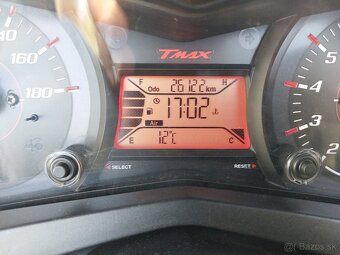 TMAX
F H
Odo 26122 km
17:02
Air
12°C
E C
SELECT RESET
140
160
180
5
4
3
2
bazos.sk